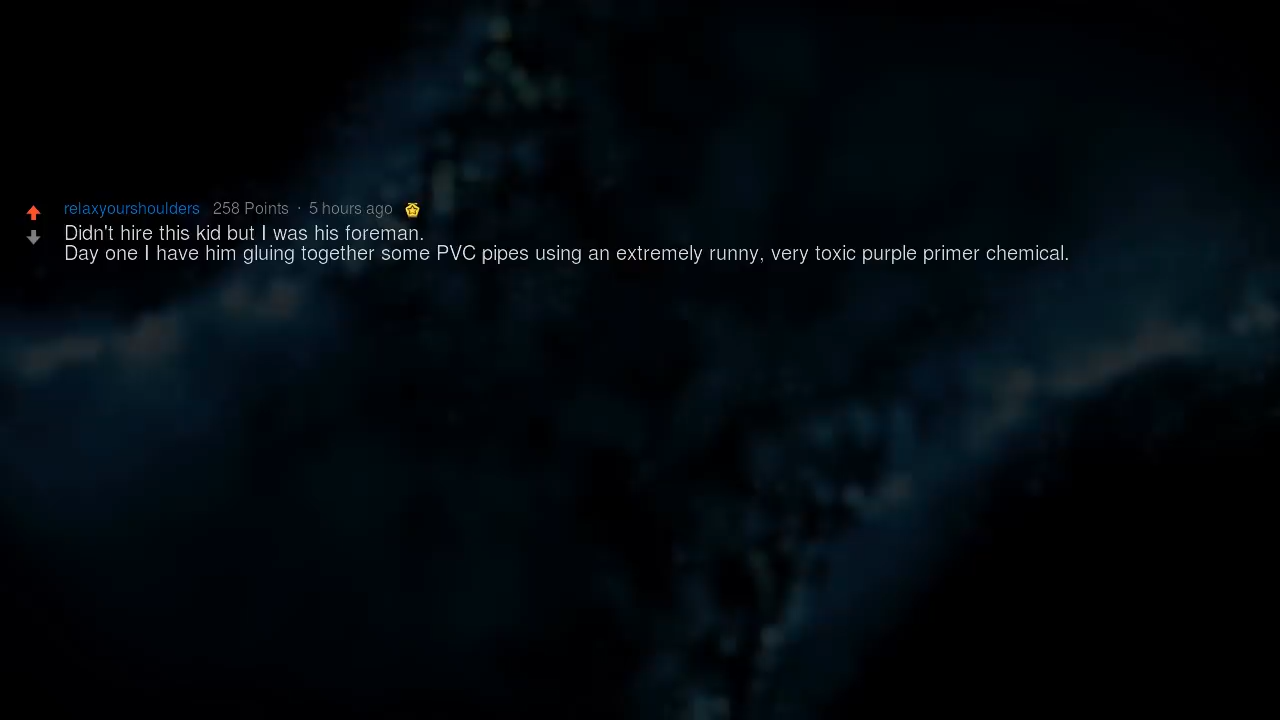 relaxyourshoulders 258 Points · 5 hours ago
Didn't hire this kid but I was his foreman.
Day one I have him gluing together some PVC pipes using an extremely runny, very toxic purple primer chemical.